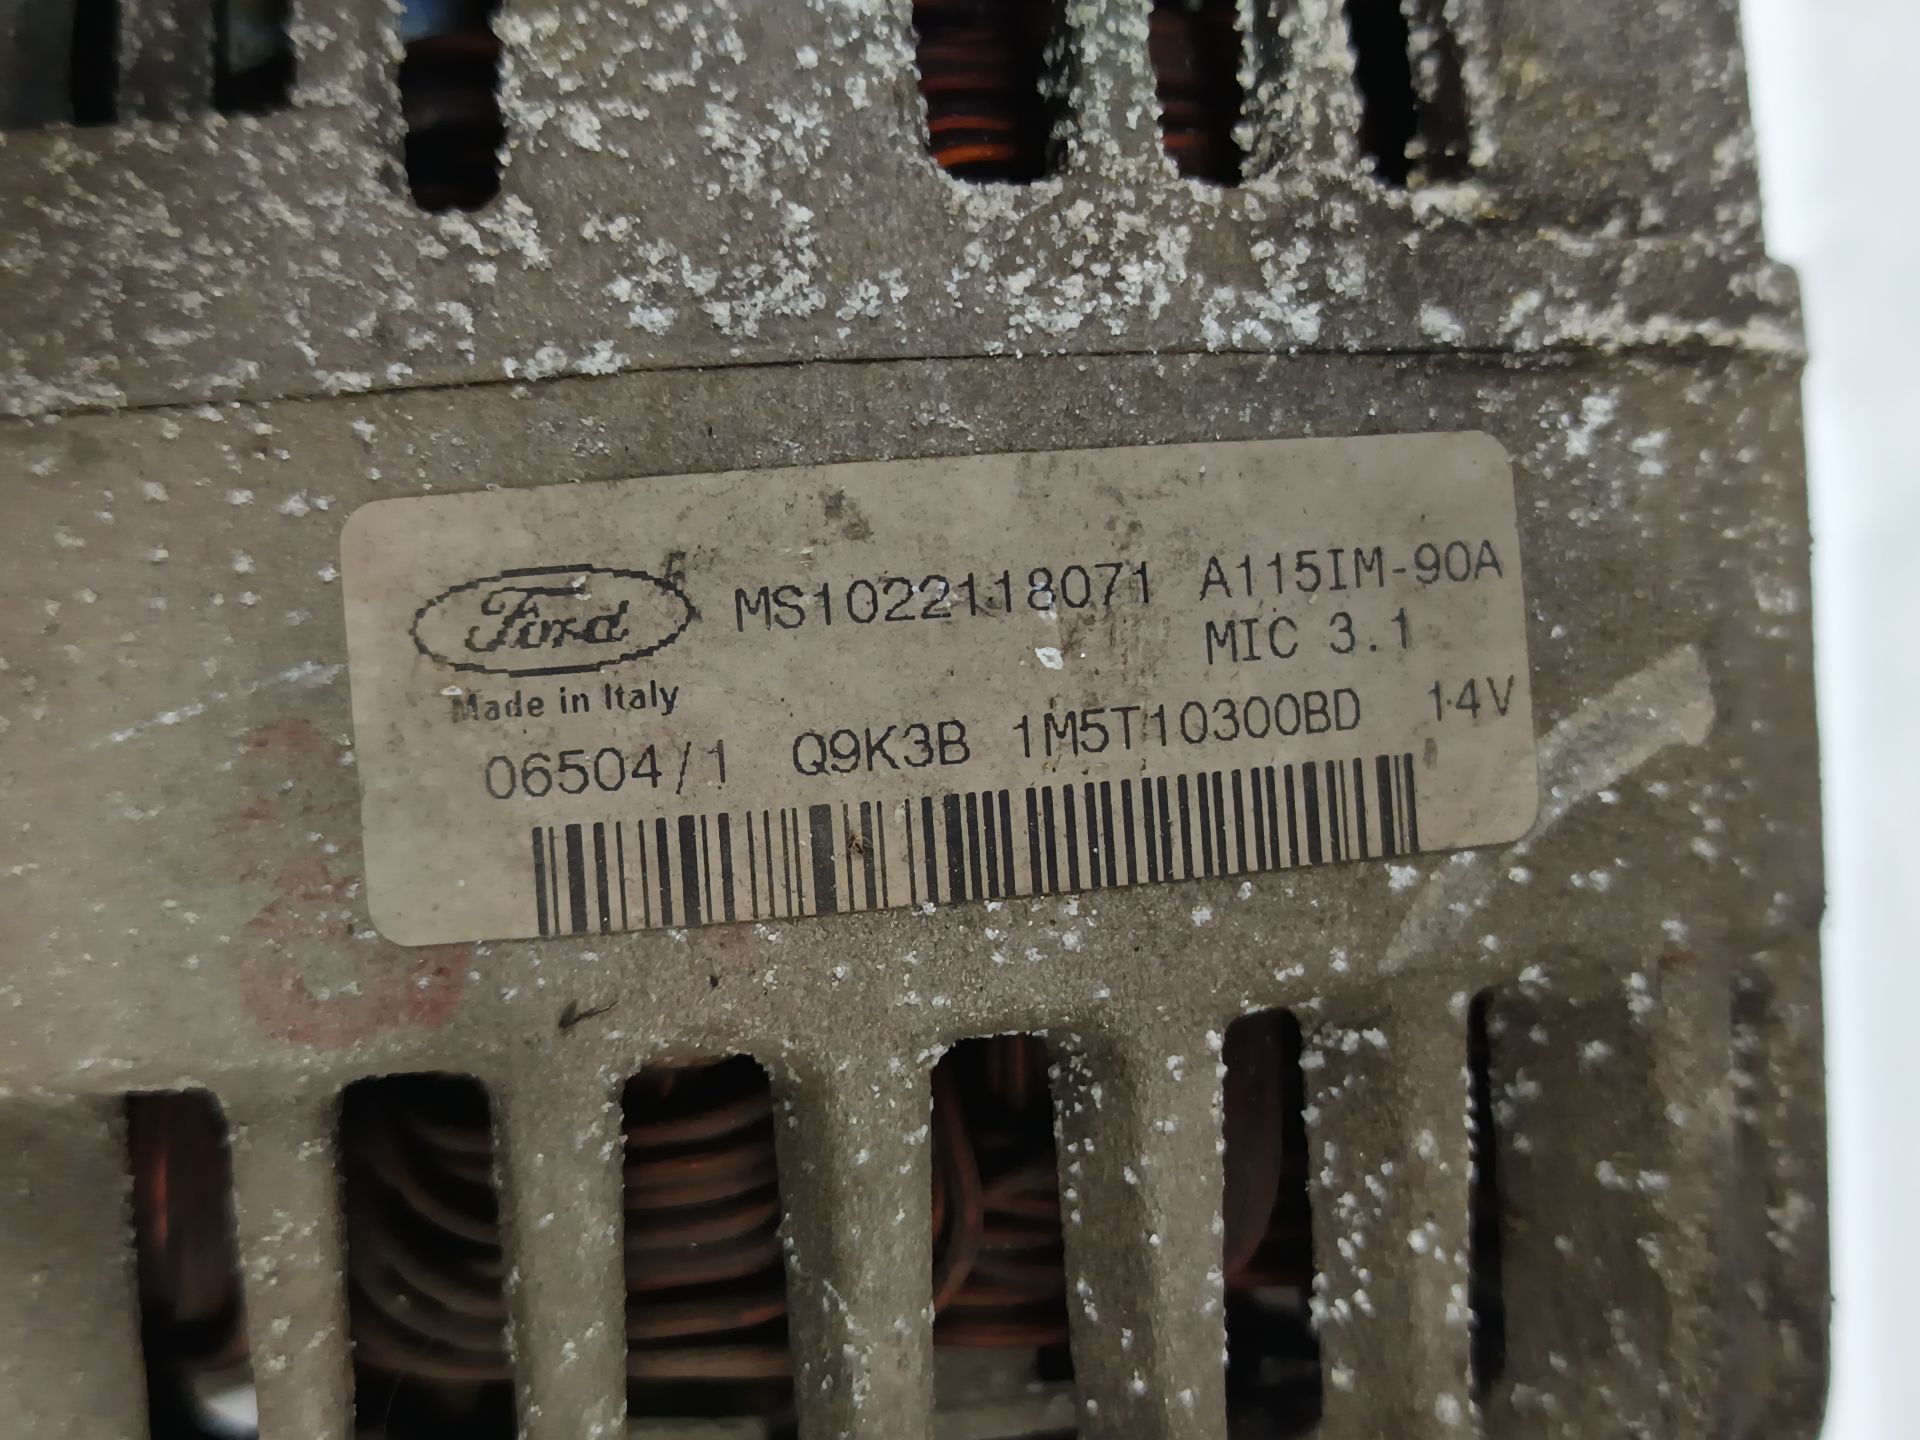 Ford MS1022118071 A115IM-90A
MIC 3.1
Made in Italy
06504/1 Q9K3B 1M5T10300BD 14V